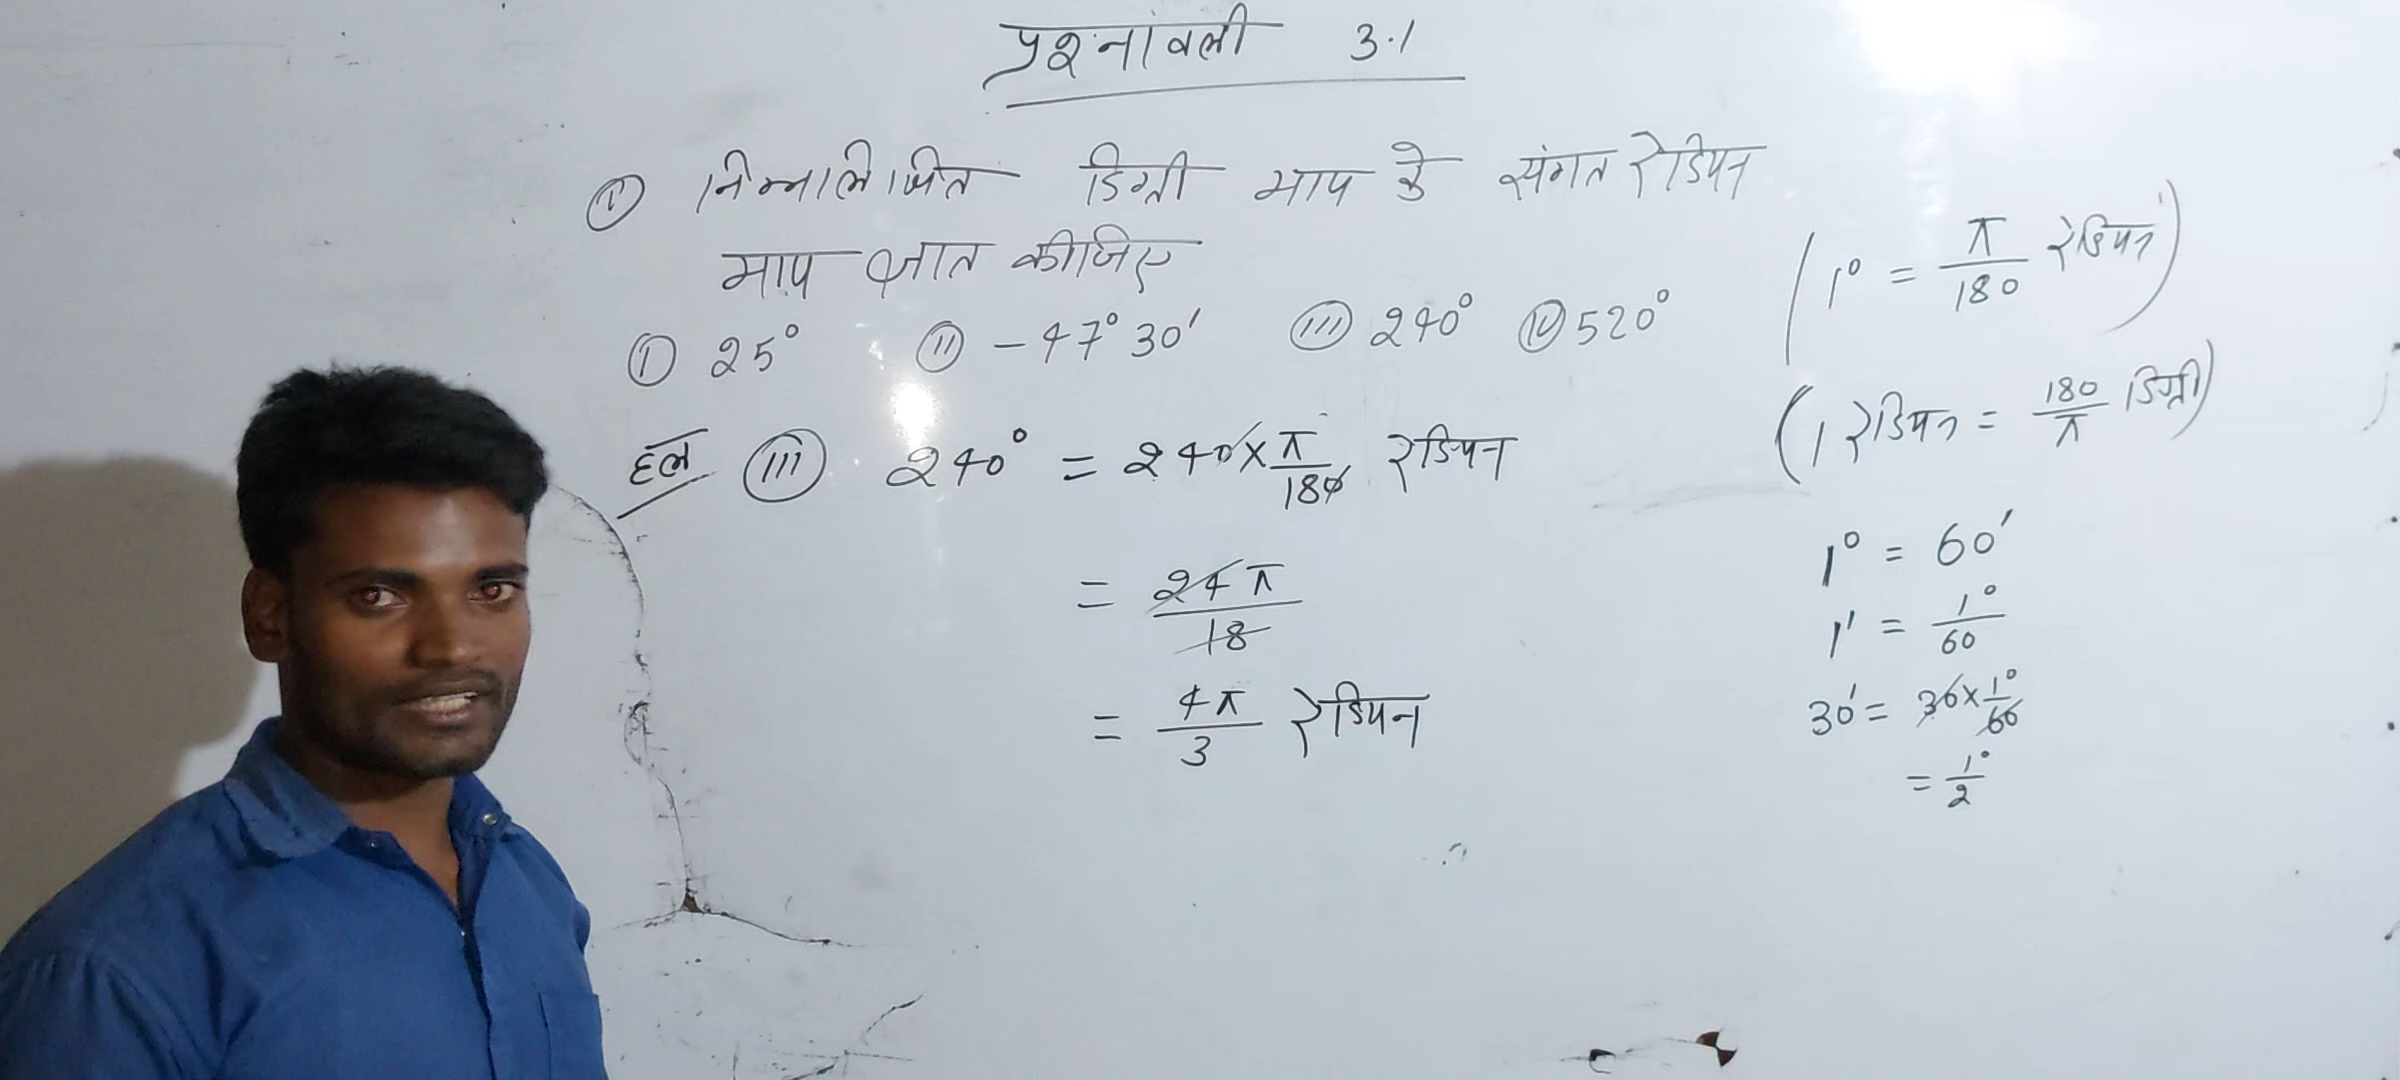 प्रश्नावली 3.1
① निम्नलिखित डिग्री माप के संगत रेडियन
माप ज्ञात कीजिए
(i) 25° (ii) -47° 30' (iii) 240° (iv) 520°
हल (iii) 240° = 240 × π/180 रेडियन
= 24π/18
= 4π/3 रेडियन
(1° = π/180 रेडियन)
(1 रेडियन = 180/π डिग्री)
1° = 60'
1' = 1°/60
30' = 30 × 1°/60
= 1°/2